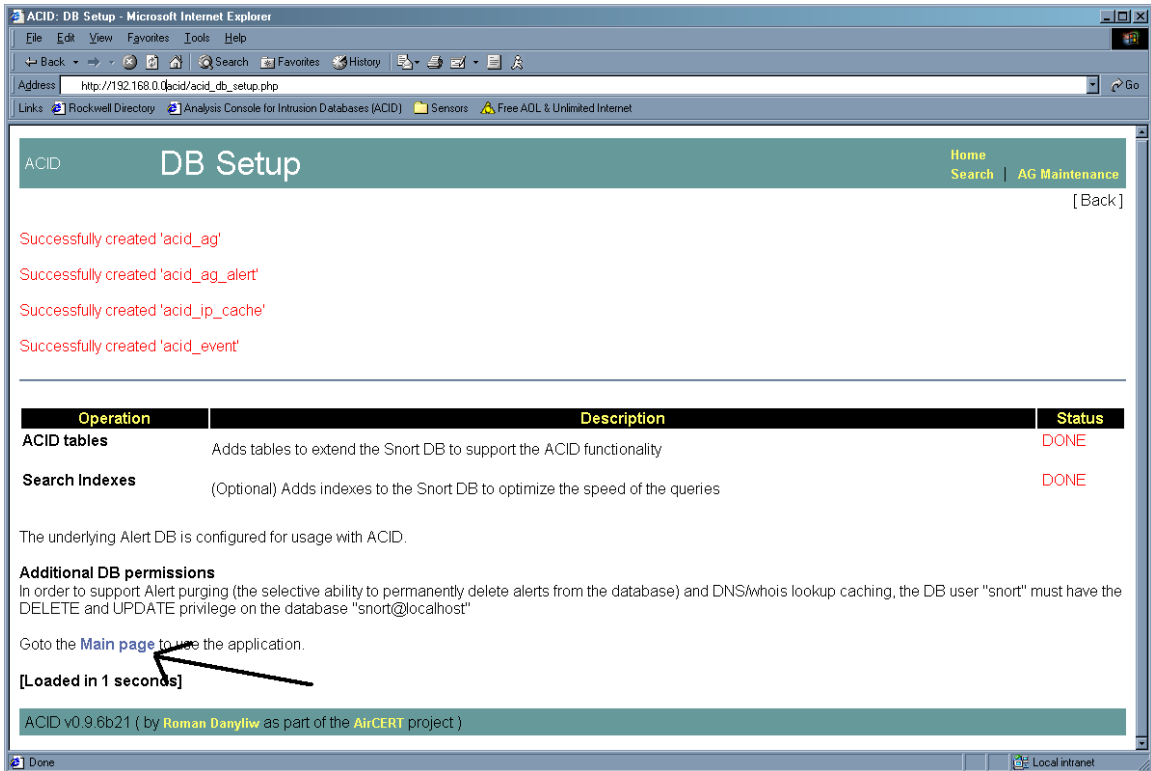 ACID: DB Setup - Microsoft Internet Explorer
File Edit View Favorites Tools Help
Back Search Favorites History
Address http://192.168.0.0/acid/acid_db_setup.php Go
Links Rockwell Directory Analysis Console for Intrusion Databases (ACID) Sensors Free AOL & Unlimited Internet
ACID DB Setup
Home
Search | AG Maintenance
[ Back ]
Successfully created 'acid_ag'
Successfully created 'acid_ag_alert'
Successfully created 'acid_ip_cache'
Successfully created 'acid_event'
Operation Description Status
ACID tables Adds tables to extend the Snort DB to support the ACID functionality DONE
Search Indexes (Optional) Adds indexes to the Snort DB to optimize the speed of the queries DONE
The underlying Alert DB is configured for usage with ACID.
Additional DB permissions
In order to support Alert purging (the selective ability to permanently delete alerts from the database) and DNS/whois lookup caching, the DB user "snort" must have the
DELETE and UPDATE privilege on the database "snort@localhost"
Goto the Main page to use the application.
[Loaded in 1 seconds]
ACID v0.9.6b21 ( by Roman Danyliw as part of the AirCERT project )
Done Local intranet